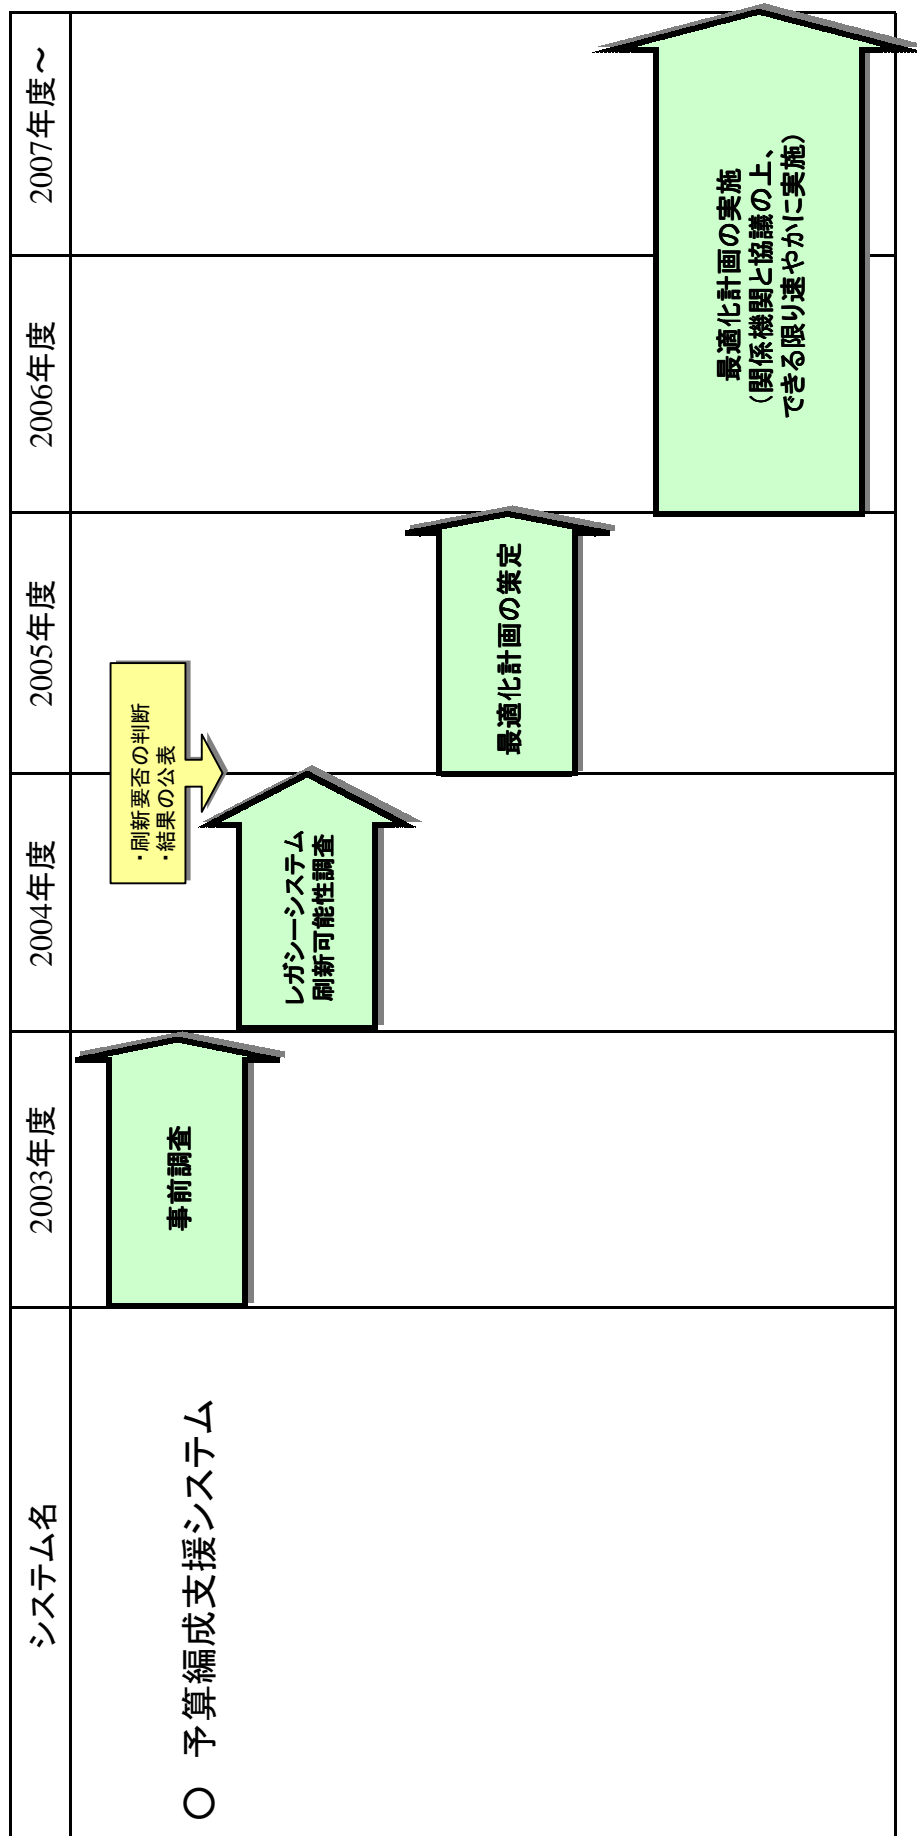 システム名
2003年度
2004年度
2005年度
2006年度
2007年度～
○ 予算編成支援システム
事前調査
・刷新要否の判断
・結果の公表
レガシーシステム
刷新可能性調査
最適化計画の策定
最適化計画の実施
（関係機関と協議の上、
できる限り速やかに実施）